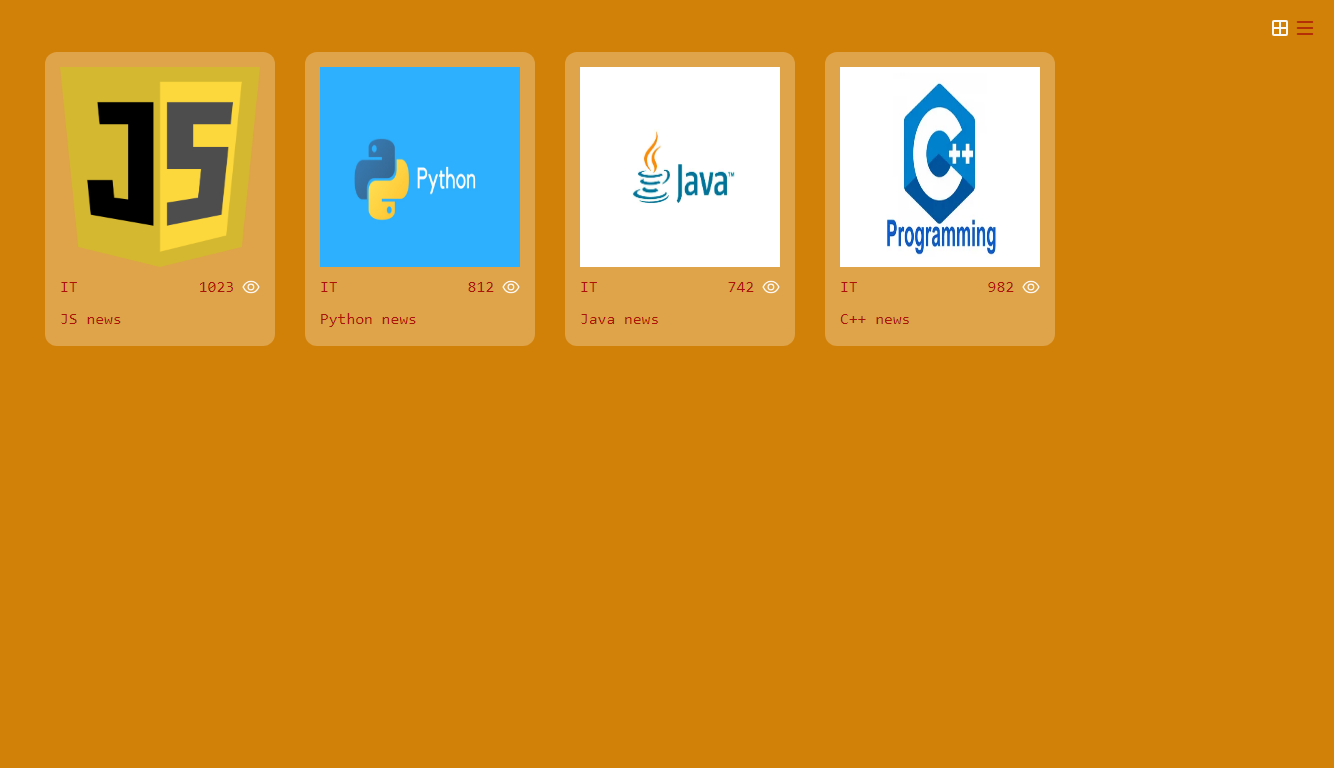 JS
IT 1023
JS news
Python
IT 812
Python news
Java™
IT 742
Java news
C++
Programming
IT 982
C++ news